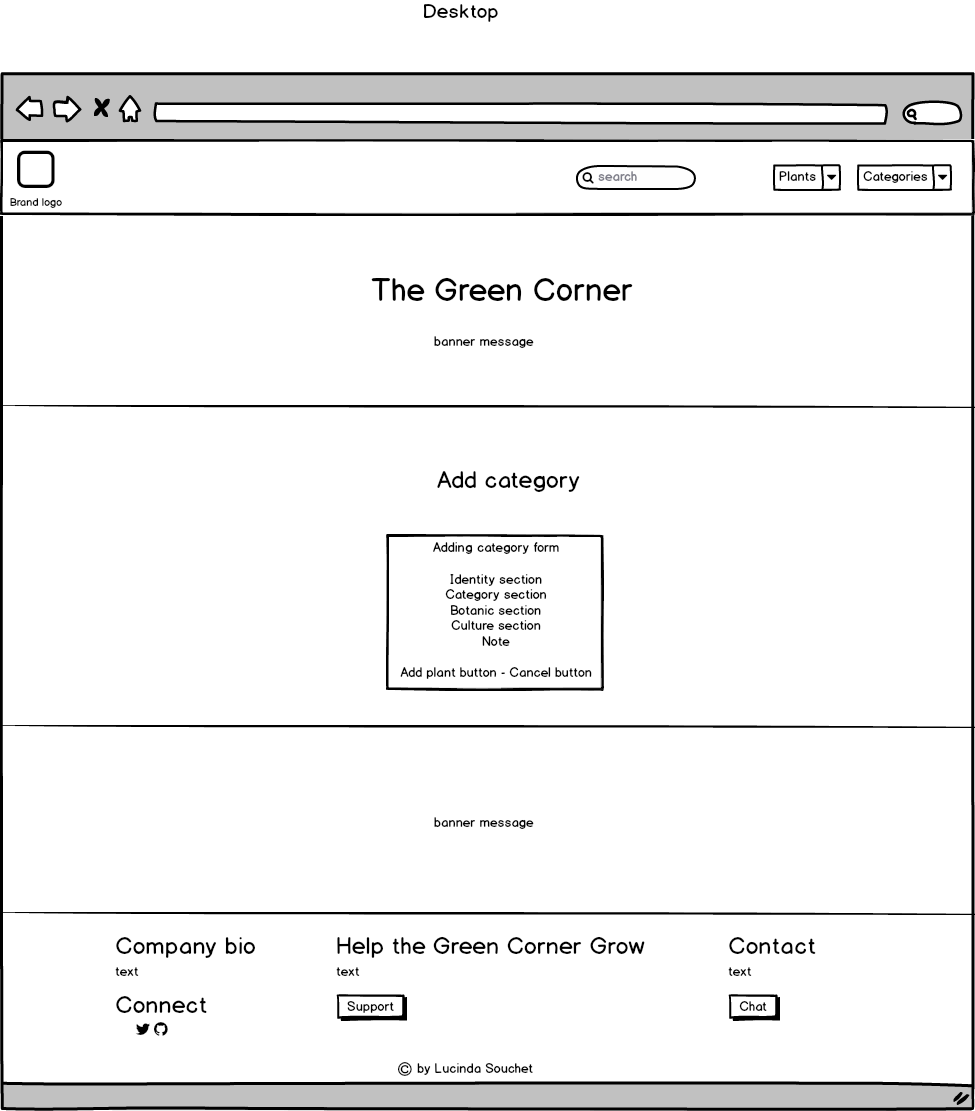 Desktop
search
Plants
Categories
Brand logo
The Green Corner
banner message
Add category
Adding category form
Identity section
Category section
Botanic section
Culture section
Note
Add plant button - Cancel button
banner message
Company bio
text
Connect
Help the Green Corner Grow
text
Support
Contact
text
Chat
© by Lucinda Souchet